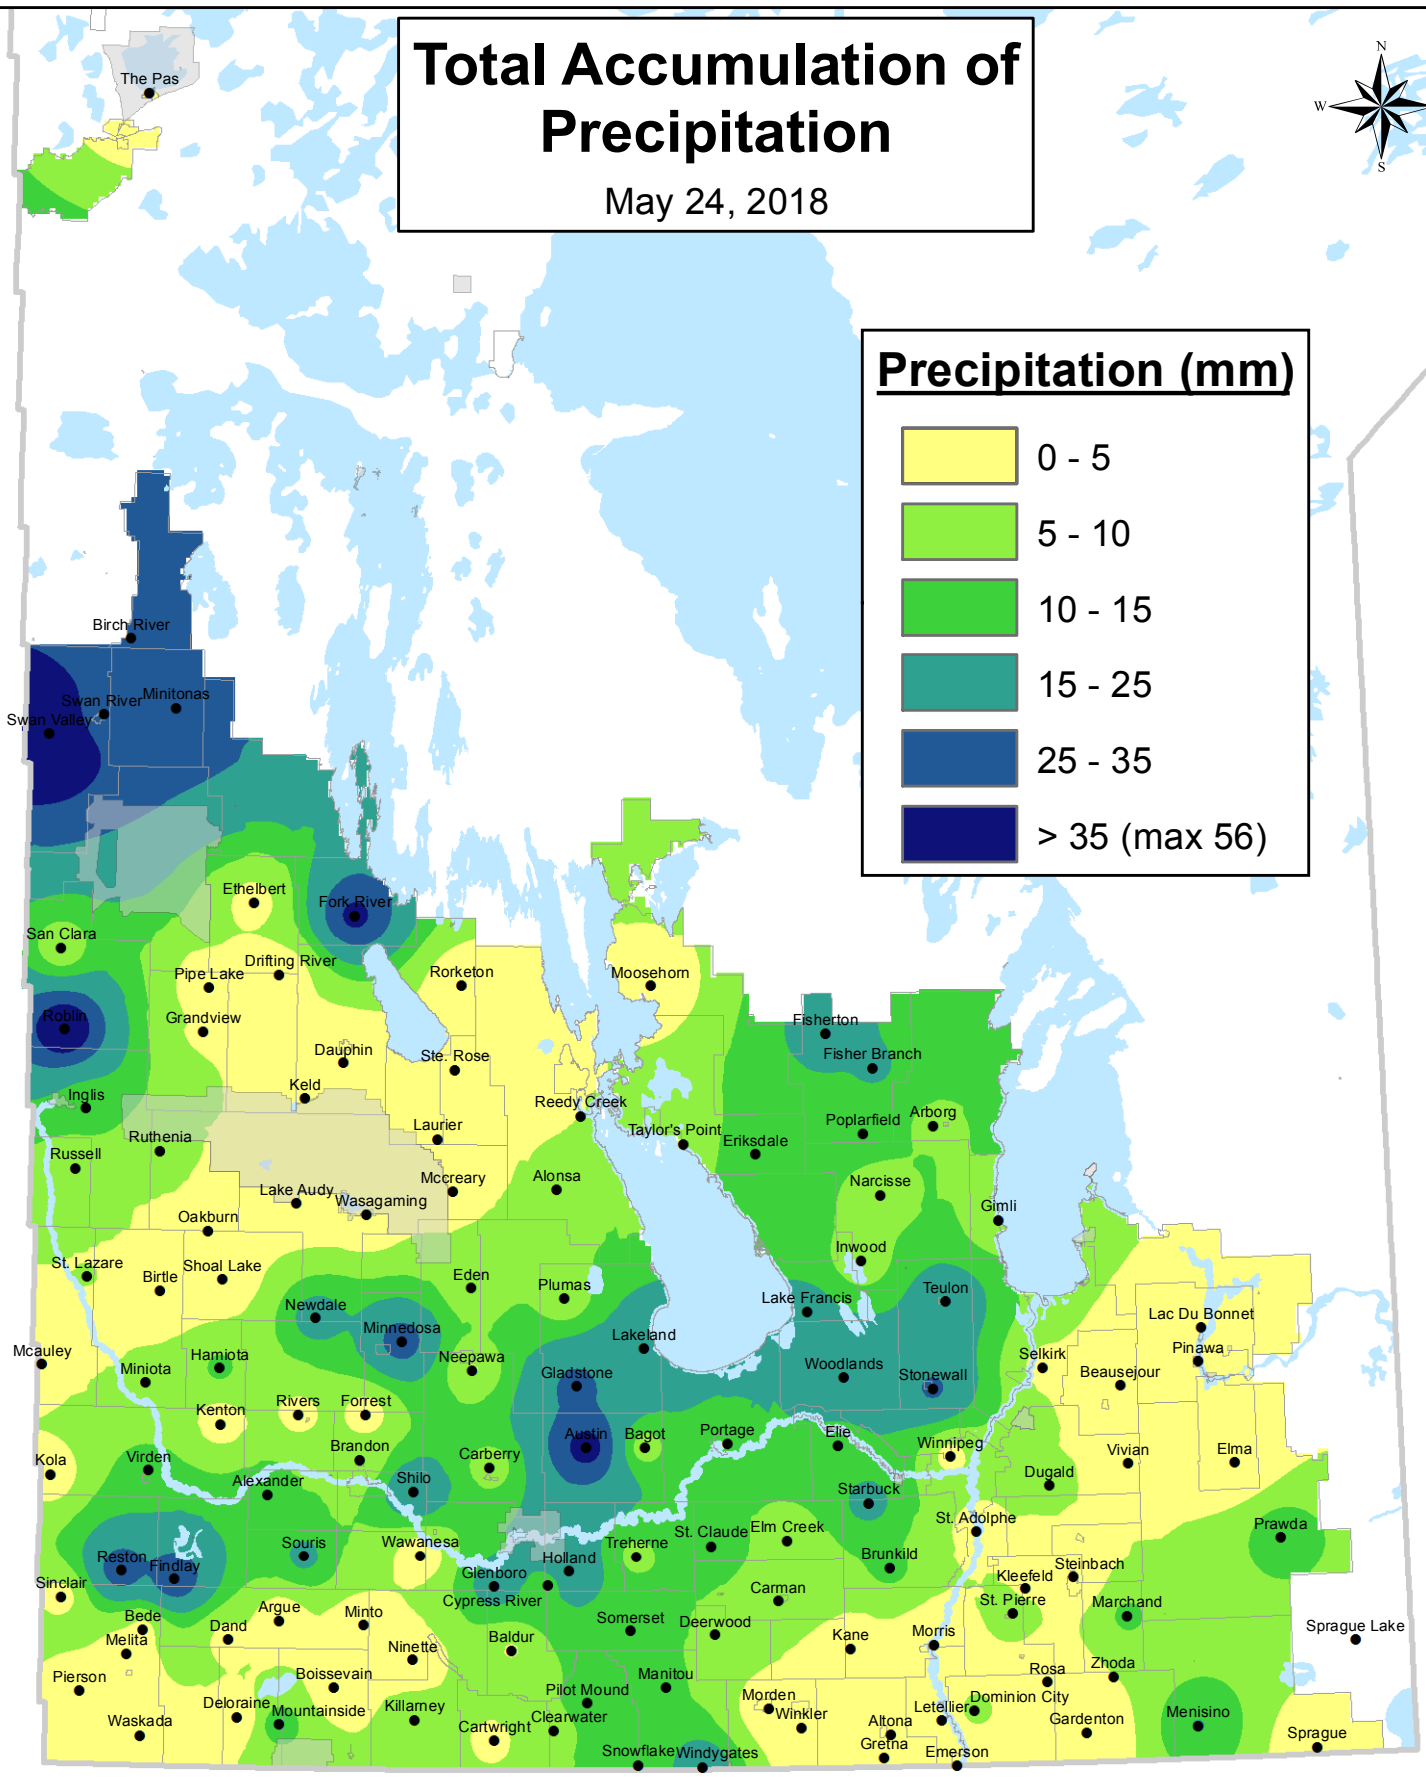 Total Accumulation of
Precipitation
May 24, 2018
N
W
S
The Pas
Precipitation (mm)
0 - 5
5 - 10
10 - 15
15 - 25
25 - 35
> 35 (max 56)
Birch River
Swan River
Minitonas
Swan Valley
Ethelbert
Fork River
San Clara
Drifting River
Pipe Lake
Rorketon
Moosehorn
Roblin
Grandview
Fisherton
Dauphin
Ste. Rose
Fisher Branch
Keld
Inglis
Reedy Creek
Laurier
Taylor's Point
Eriksdale
Poplarfield
Arborg
Ruthenia
Russell
Lake Audy
Wasagaming
Mccreary
Alonsa
Narcisse
Gimli
Oakburn
Inwood
St. Lazare
Birtle
Shoal Lake
Eden
Plumas
Teulon
Newdale
Lake Francis
Lac Du Bonnet
Minnedosa
Lakeland
Mcauley
Hamiota
Neepawa
Woodlands
Selkirk
Pinawa
Miniota
Gladstone
Stonewall
Beausejour
Kenton
Rivers
Forrest
Kola
Virden
Brandon
Carberry
Austin
Bagot
Portage
Elie
Winnipeg
Vivian
Elma
Alexander
Shilo
Dugald
Starbuck
Reston
Findlay
Souris
Wawanesa
Holland
Treherne
St. Claude
Elm Creek
St. Adolphe
Prawda
Sinclair
Glenboro
Brunkild
Steinbach
Kleefeld
Cypress River
Carman
St. Pierre
Marchand
Bede
Argue
Minto
Somerset
Deerwood
Sprague Lake
Melita
Dand
Ninette
Baldur
Kane
Morris
Pierson
Boissevain
Manitou
Rosa
Zhoda
Pilot Mound
Morden
Deloraine
Mountainside
Killarney
Clearwater
Winkler
Letellier
Dominion City
Menisino
Waskada
Cartwright
Altona
Gardenton
Sprague
Snowflake
Windygates
Gretna
Emerson